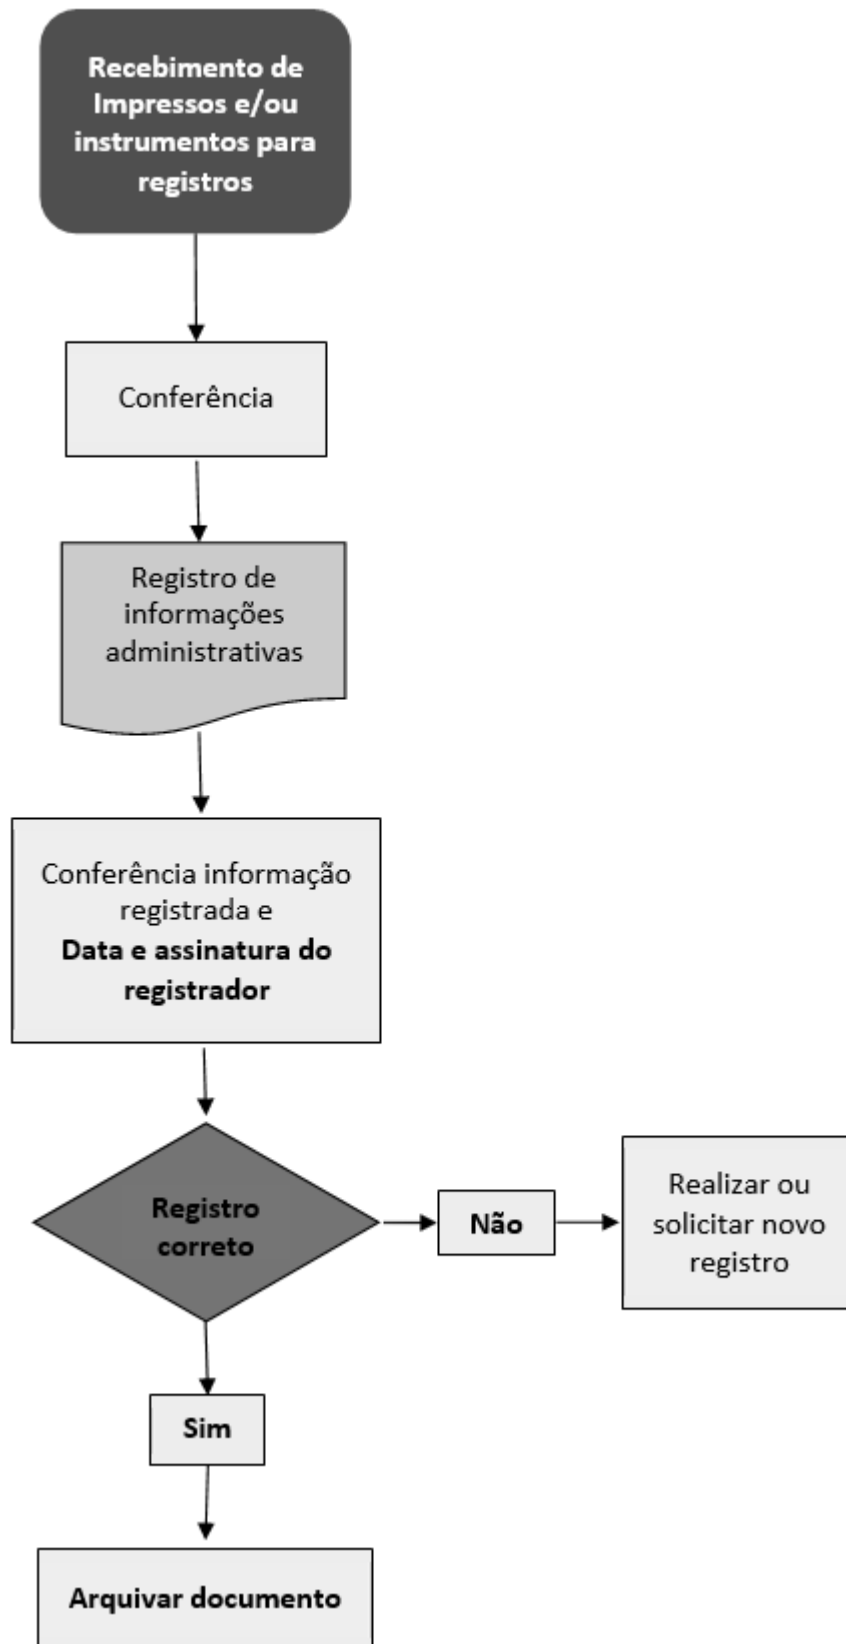 Recebimento de
Impressos e/ou
instrumentos para
registros
Conferência
Registro de
informações
administrativas
Conferência informação
registrada e
Data e assinatura do
registrador
Registro
correto
Não
Realizar ou
solicitar novo
registro
Sim
Arquivar documento